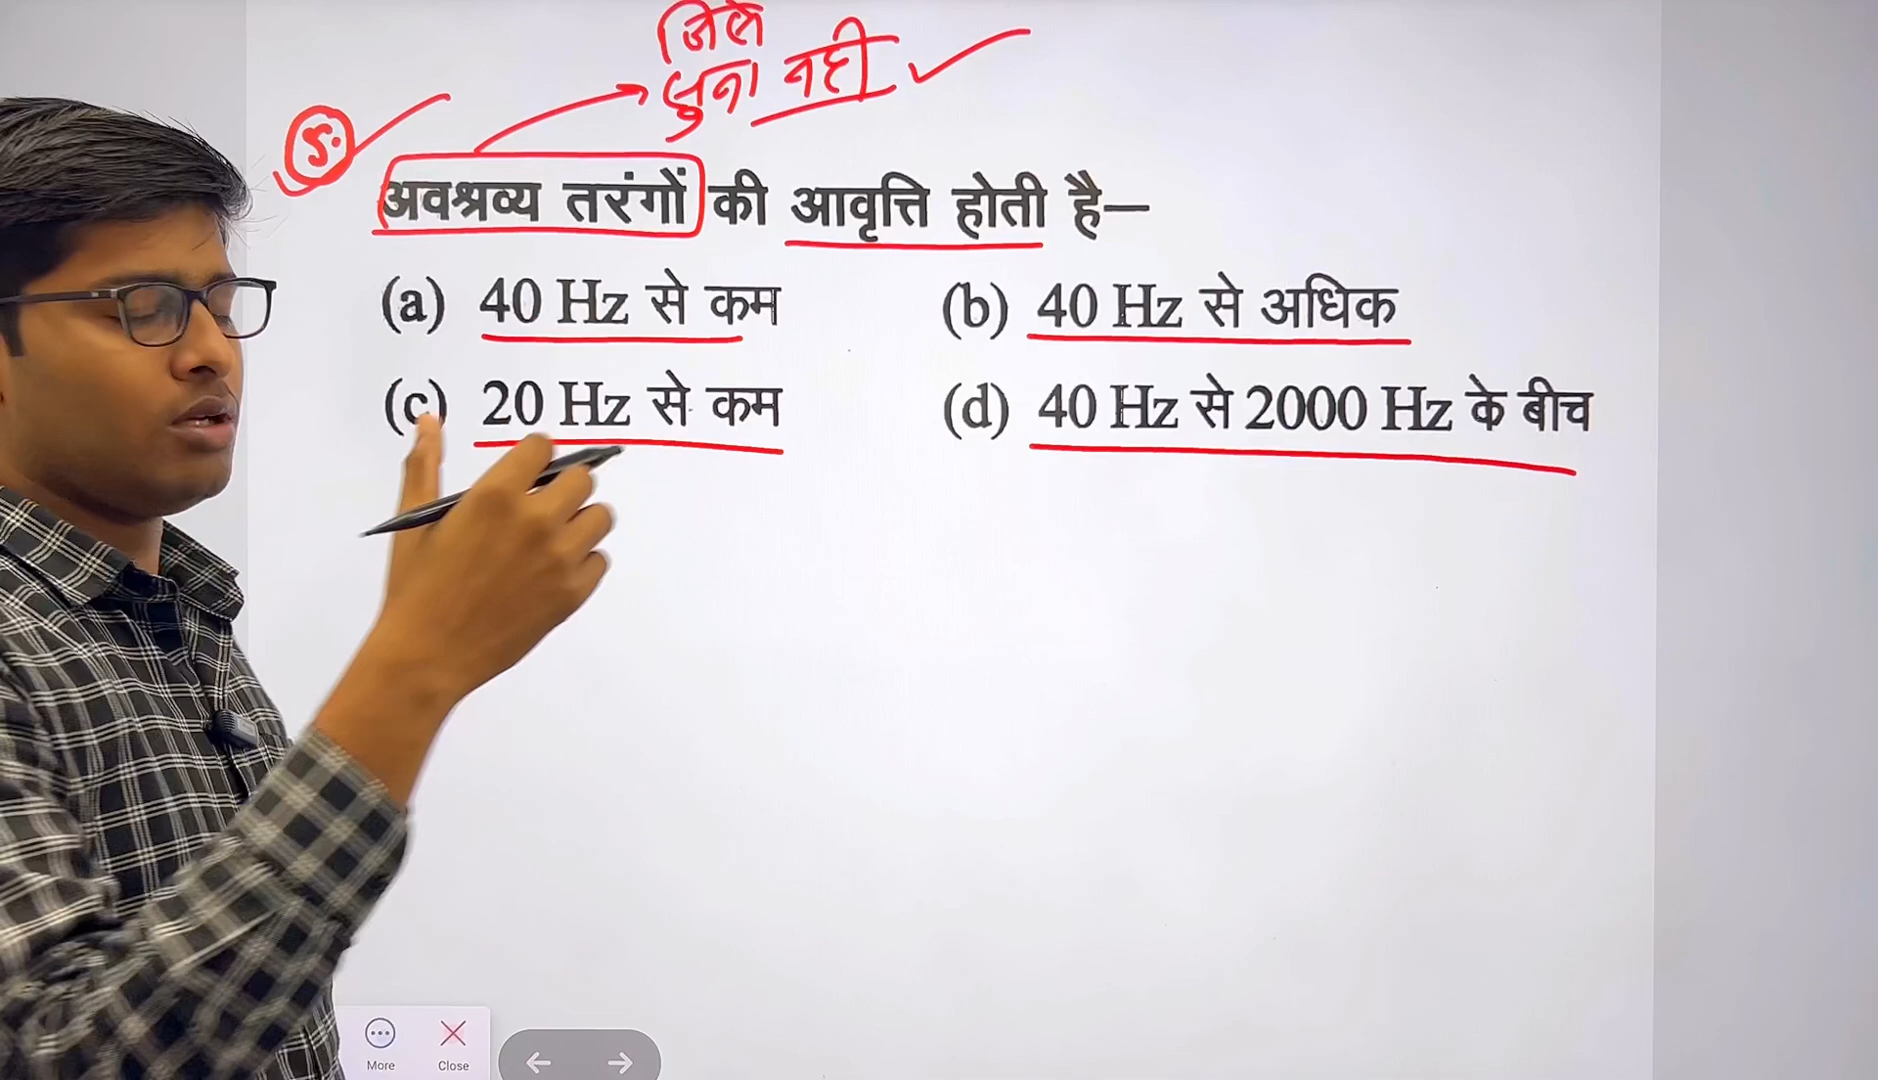 जिसे
सुना नही
5.
अवश्रव्य तरंगों की आवृत्ति होती है—
(a) 40 Hz से कम (b) 40 Hz से अधिक
(c) 20 Hz से कम (d) 40 Hz से 2000 Hz के बीच
More Close